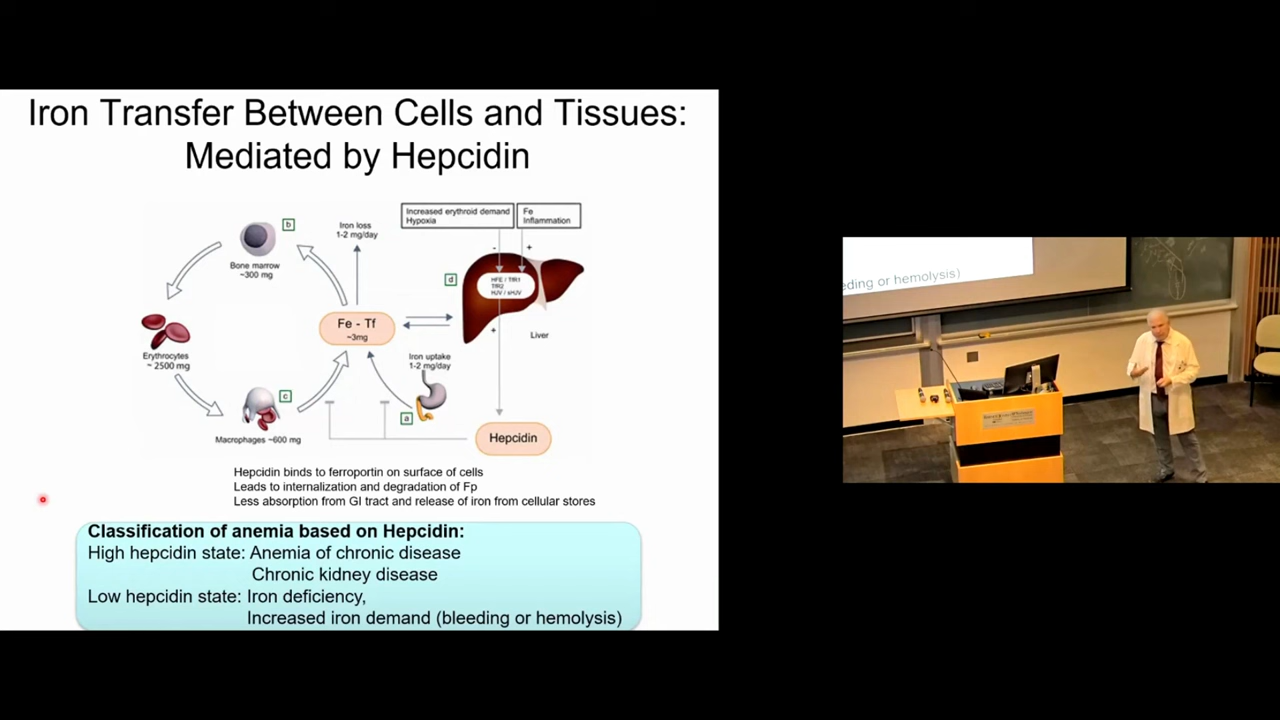 Iron Transfer Between Cells and Tissues:
Mediated by Hepcidin
b
Bone marrow
~300 mg
Iron loss
1-2 mg/day
Increased erythroid demand
Hypoxia
Fe
Inflammation
-
+
d
HFE / TfR1
TfR2
HJV / sHJV
+
Liver
Fe - Tf
~3mg
Erythrocytes
~ 2500 mg
Iron uptake
1-2 mg/day
a
c
Macrophages ~600 mg
Hepcidin
Hepcidin binds to ferroportin on surface of cells
Leads to internalization and degradation of Fp
Less absorption from GI tract and release of iron from cellular stores
Classification of anemia based on Hepcidin:
High hepcidin state: Anemia of chronic disease
Chronic kidney disease
Low hepcidin state: Iron deficiency,
Increased iron demand (bleeding or hemolysis)
eding or hemolysis)